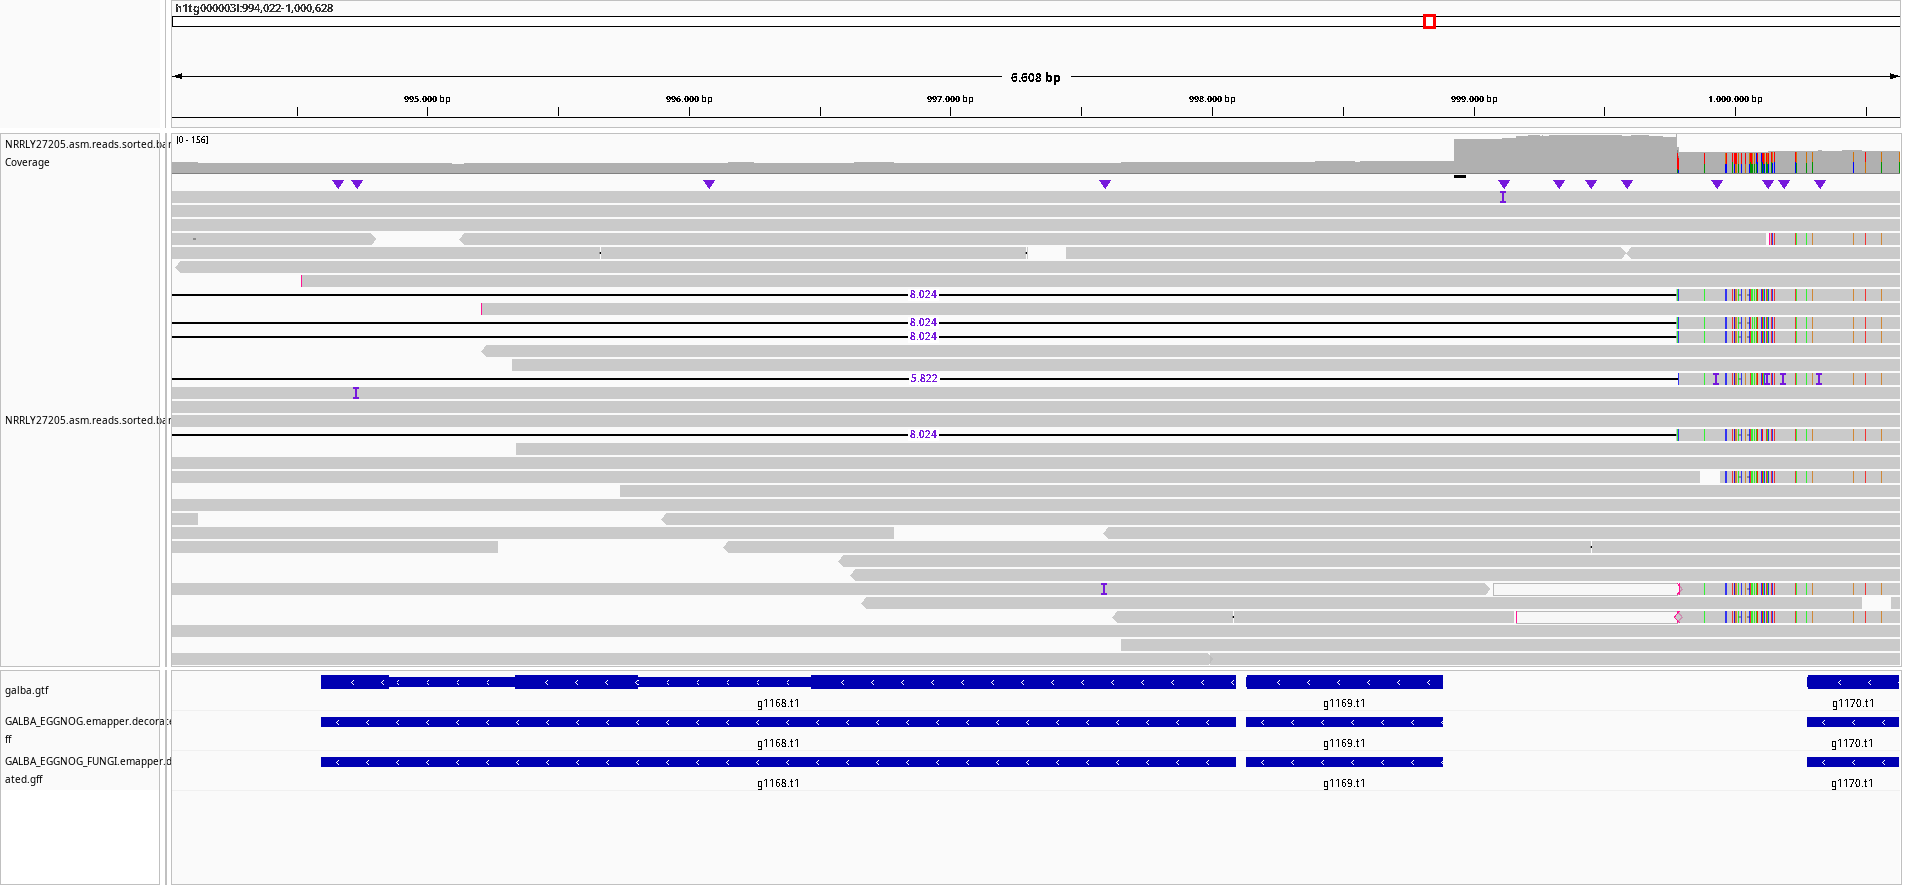 h1tg000003l:994,022-1,000,628
6.608 bp
995.000 bp 996.000 bp 997.000 bp 998.000 bp 999.000 bp 1.000.000 bp
NRRLY27205.asm.reads.sorted.bar
Coverage
[0 - 156]
8.024
8.024
8.024
5.822
NRRLY27205.asm.reads.sorted.bar
8.024
galba.gtf
g1168.t1 g1169.t1 g1170.t1
GALBA_EGGNOG.emapper.decorate
ff
g1168.t1 g1169.t1 g1170.t1
GALBA_EGGNOG_FUNGI.emapper.d
ated.gff
g1168.t1 g1169.t1 g1170.t1